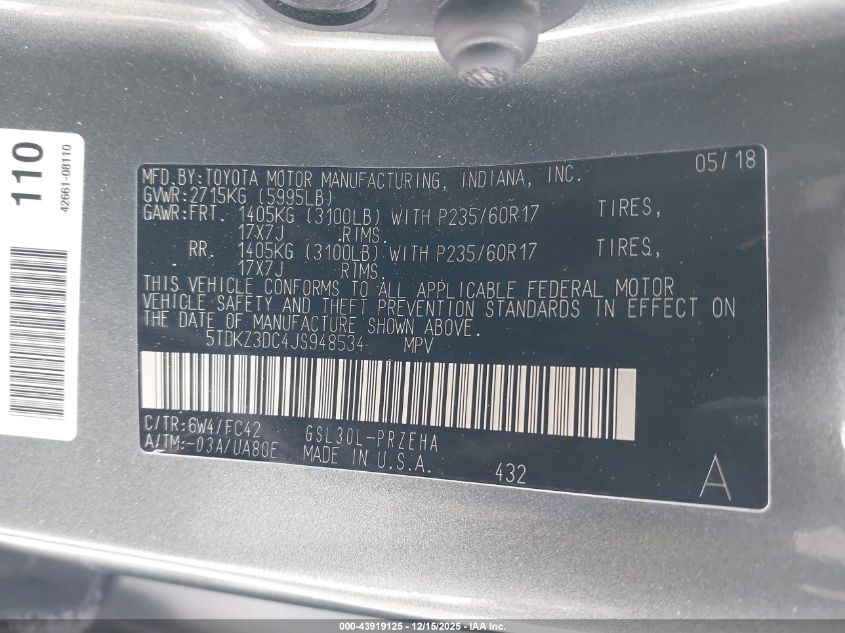 110
42661-08110
MFD.BY:TOYOTA MOTOR MANUFACTURING, INDIANA, INC. 05/18
GVWR:2715KG (5995LB)
GAWR:FRT. 1405KG (3100LB) WITH P235/60R17 TIRES,
17X7J RIMS.
RR. 1405KG (3100LB) WITH P235/60R17 TIRES,
17X7J RIMS.
THIS VEHICLE CONFORMS TO ALL APPLICABLE FEDERAL MOTOR
VEHICLE SAFETY AND THEFT PREVENTION STANDARDS IN EFFECT ON
THE DATE OF MANUFACTURE SHOWN ABOVE.
5TDKZ3DC4JS948534 MPV
C/TR:6W4/FC42 GSL30L-PRZEHA
A/TM:-03A/UA80E MADE IN U.S.A. 432 A
000-43919125 - 12/15/2025 - IAA Inc.